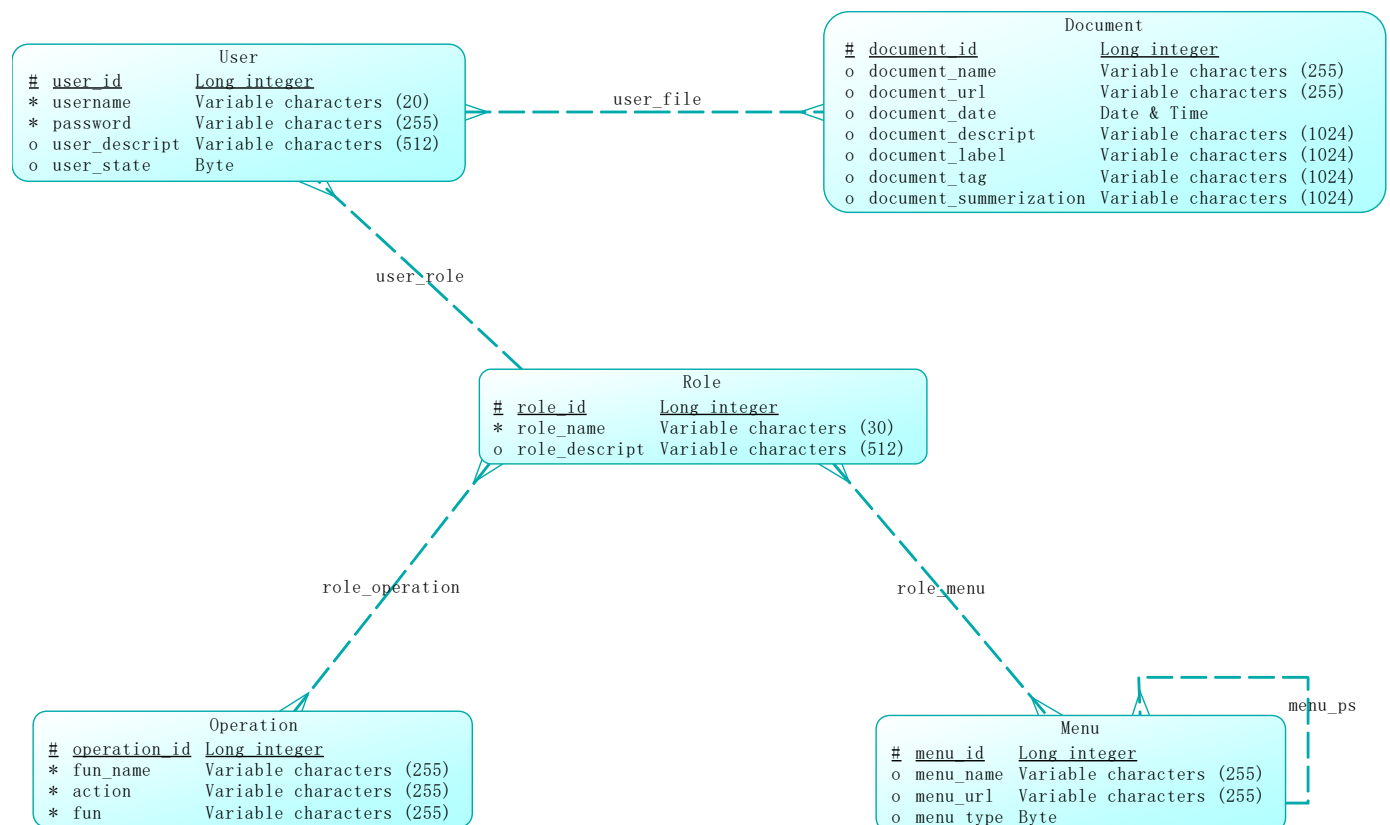 User
# user_id Long integer
* username Variable characters (20)
* password Variable characters (255)
o user_descript Variable characters (512)
o user_state Byte
user_file
Document
# document_id Long integer
o document_name Variable characters (255)
o document_url Variable characters (255)
o document_date Date & Time
o document_descript Variable characters (1024)
o document_label Variable characters (1024)
o document_tag Variable characters (1024)
o document_summerization Variable characters (1024)
user_role
Role
# role_id Long integer
* role_name Variable characters (30)
o role_descript Variable characters (512)
role_operation
role_menu
Operation
# operation_id Long integer
* fun_name Variable characters (255)
* action Variable characters (255)
* fun Variable characters (255)
menu_ps
Menu
# menu_id Long integer
o menu_name Variable characters (255)
o menu_url Variable characters (255)
o menu_type Byte